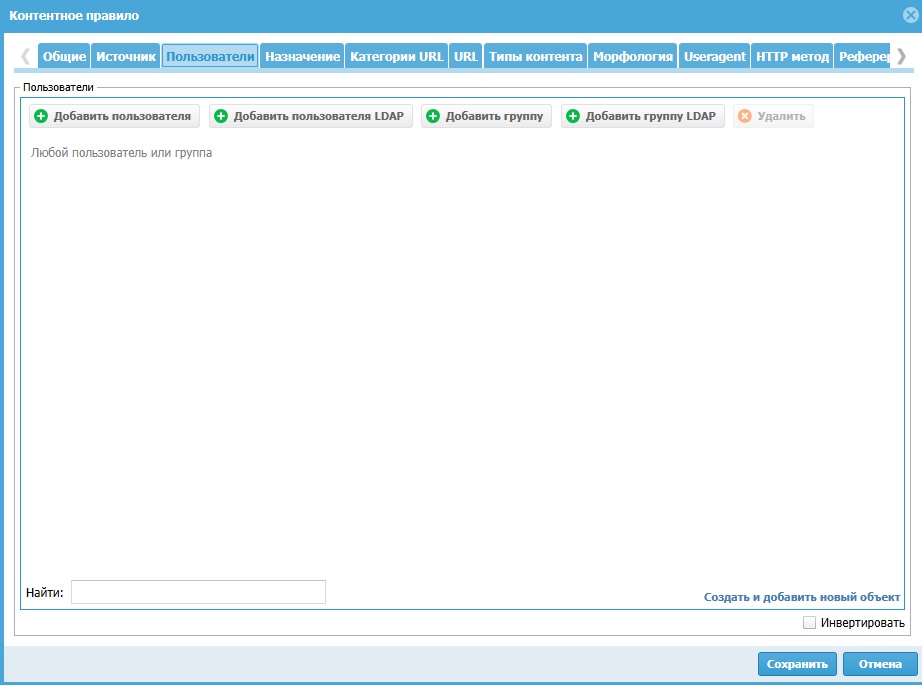 Контентное правило
Общие Источник Пользователи Назначение Категории URL URL Типы контента Морфология Useragent HTTP метод Реферер
Пользователи
Добавить пользователя Добавить пользователя LDAP Добавить группу Добавить группу LDAP Удалить
Любой пользователь или группа
Найти:
Создать и добавить новый объект
Инвертировать
Сохранить Отмена